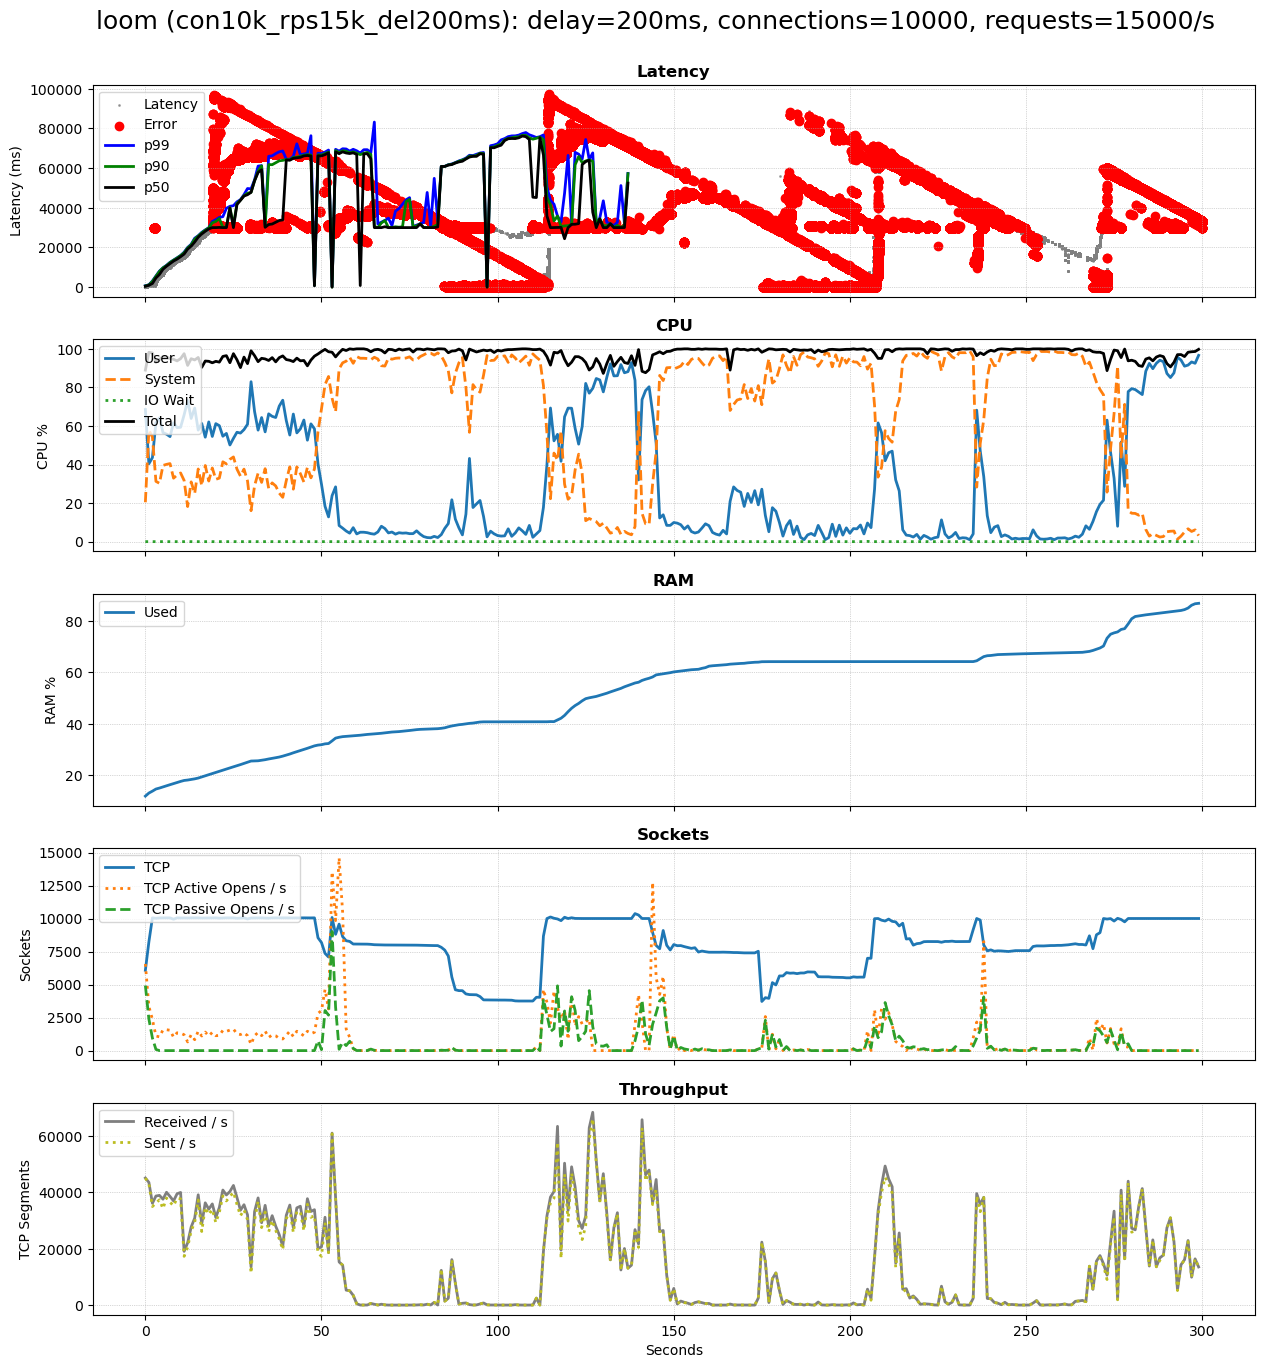 loom (con10k_rps15k_del200ms): delay=200ms, connections=10000, requests=15000/s
Latency
100000
80000
60000
40000
20000
0
Latency (ms)
Latency
Error
p99
p90
p50
CPU
100
80
60
40
20
0
CPU %
User
System
IO Wait
Total
RAM
80
60
40
20
RAM %
Used
Sockets
15000
12500
10000
7500
5000
2500
0
Sockets
TCP
TCP Active Opens / s
TCP Passive Opens / s
Throughput
60000
40000
20000
0
TCP Segments
Received / s
Sent / s
0 50 100 150 200 250 300
Seconds